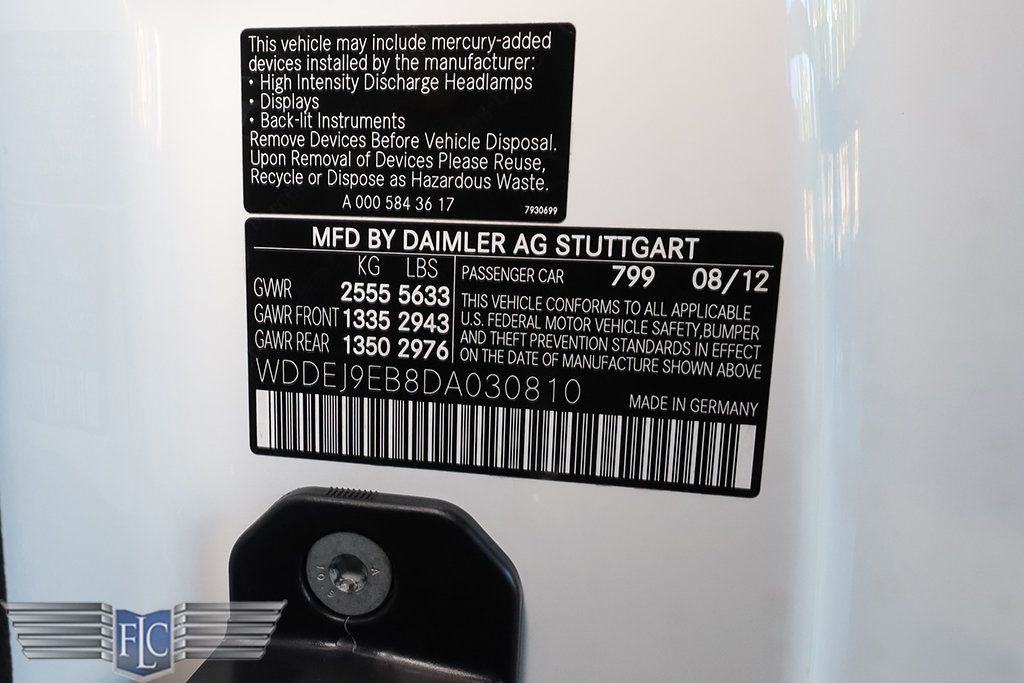 This vehicle may include mercury-added
devices installed by the manufacturer:
• High Intensity Discharge Headlamps
• Displays
• Back-lit Instruments
Remove Devices Before Vehicle Disposal.
Upon Removal of Devices Please Reuse,
Recycle or Dispose as Hazardous Waste.
A 000 584 36 17
7930699
MFD BY DAIMLER AG STUTTGART
KG LBS
GVWR 2555 5633
GAWR FRONT 1335 2943
GAWR REAR 1350 2976
PASSENGER CAR 799 08/12
THIS VEHICLE CONFORMS TO ALL APPLICABLE
U.S. FEDERAL MOTOR VEHICLE SAFETY,BUMPER
AND THEFT PREVENTION STANDARDS IN EFFECT
ON THE DATE OF MANUFACTURE SHOWN ABOVE
WDDEJ9EB8DA030810
MADE IN GERMANY
FLC